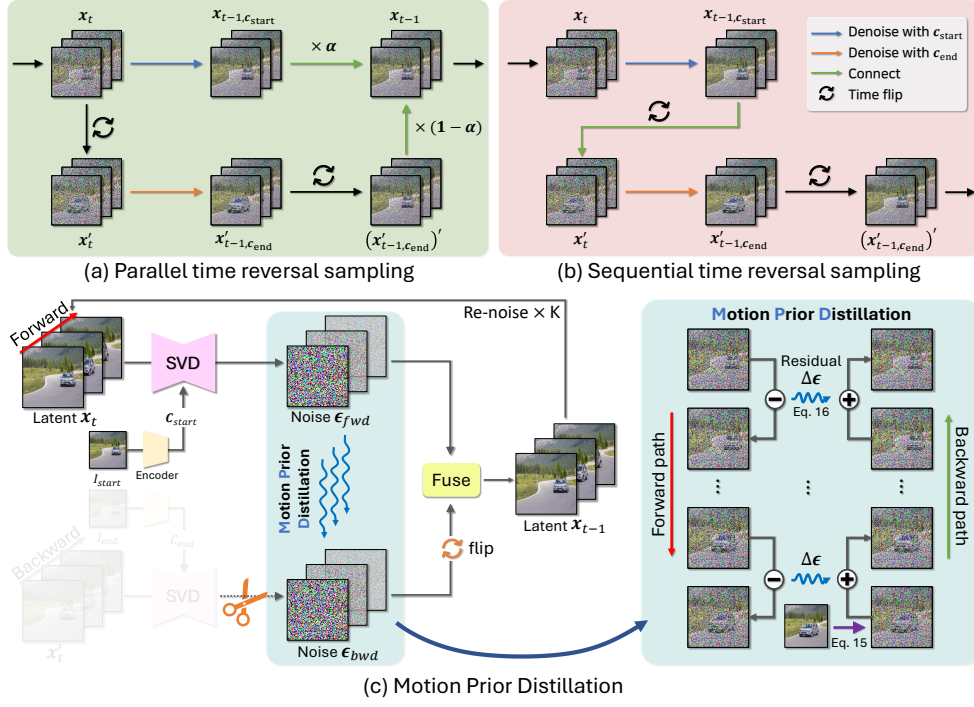 x_t
x_{t-1,c_start}
x_{t-1}
× α
× (1 − α)
x'_t
x'_{t-1,c_end}
(x'_{t-1,c_end})'
(a) Parallel time reversal sampling
x_t
x_{t-1,c_start}
Denoise with c_start
Denoise with c_end
Connect
Time flip
x'_t
x'_{t-1,c_end}
(x'_{t-1,c_end})'
(b) Sequential time reversal sampling
Forward
Latent x_t
SVD
C_start
I_start
Encoder
Noise ϵ_fwd
Re-noise × K
Motion Prior
Distillation
Fuse
flip
Latent x_{t-1}
I_end
C_end
Backward
SVD
x'_t
Noise ϵ_bwd
Motion Prior Distillation
Residual
Δϵ
Eq. 16
Forward path
Backward path
...
...
...
Δϵ
Eq. 15
(c) Motion Prior Distillation